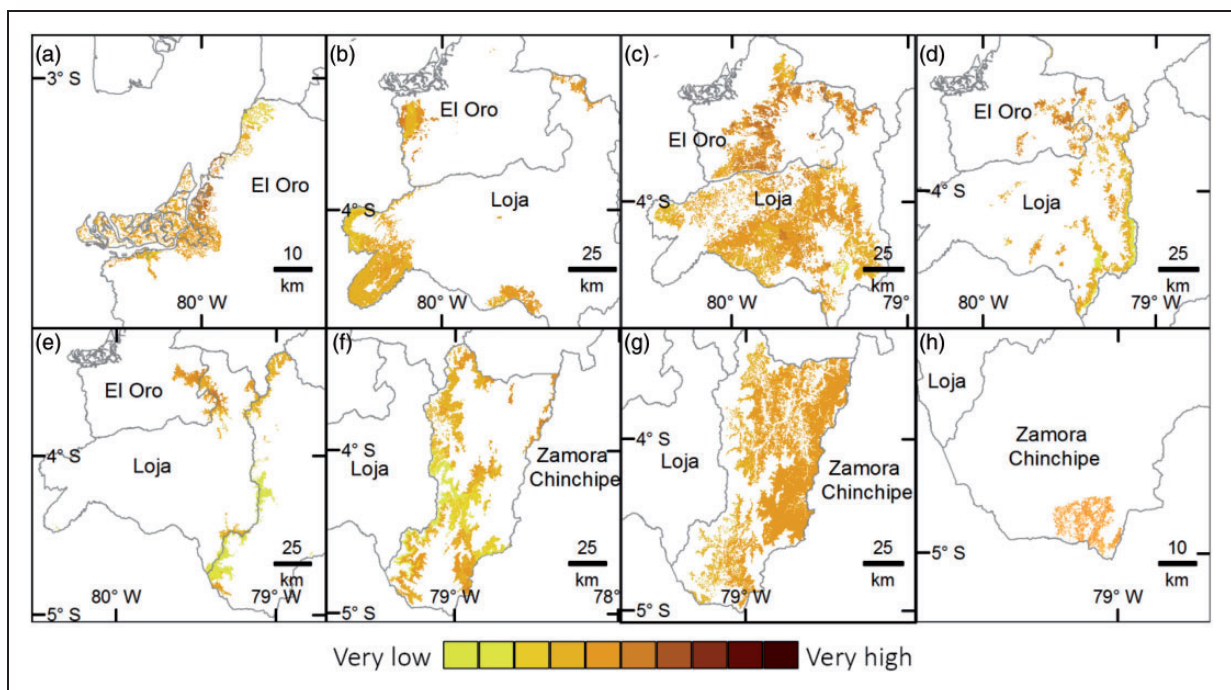 (a)
3° S
El Oro
10
km
80° W
(b)
El Oro
4° S
Loja
25
km
80° W
(c)
El Oro
4° S
Loja
25
km
80° W
79°
(d)
El Oro
4° S
Loja
25
km
80° W
79° W
(e)
El Oro
4° S
Loja
25
km
80° W
79° W
5° S
(f)
4° S
Loja
Zamora
Chinchipe
25
km
79° W
78°
5° S
(g)
4° S
Loja
Zamora
Chinchipe
25
km
79° W
5° S
(h)
Loja
Zamora
Chinchipe
10
km
5° S
79° W
Very low
Very high